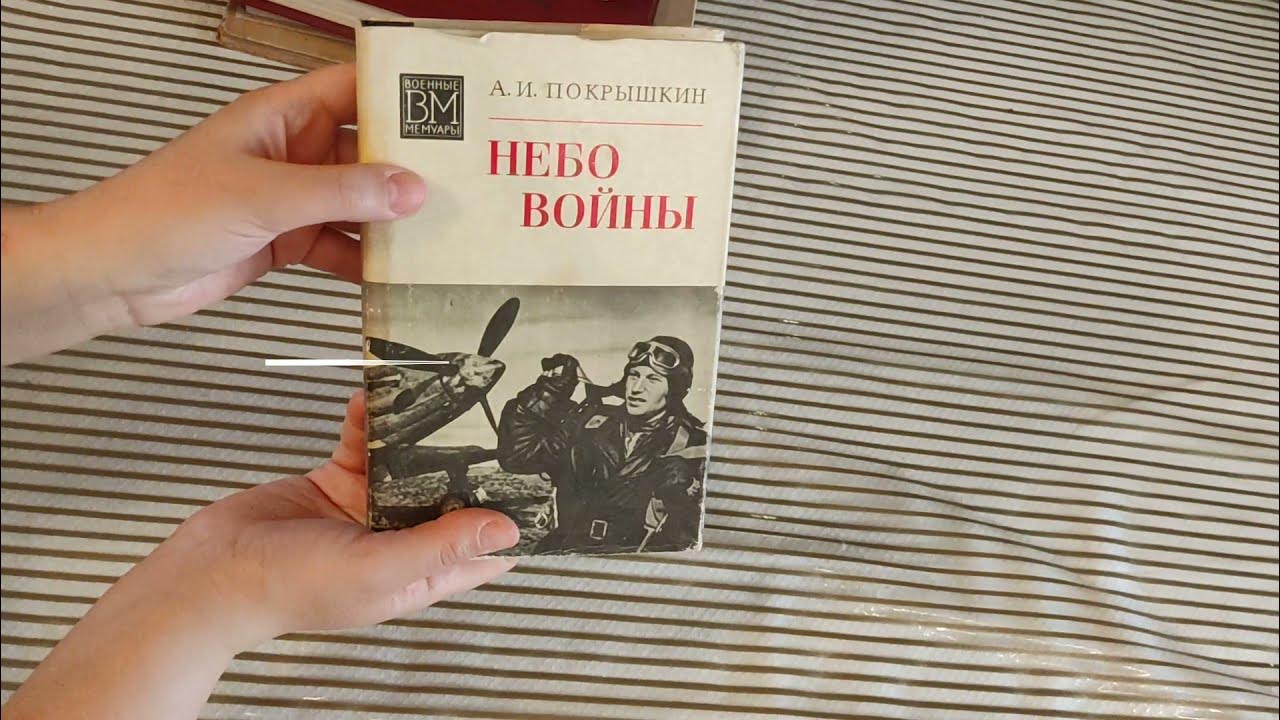 ВОЕННЫЕ
ВМ
МЕМУАРЫ
А. И. ПОКРЫШКИН
НЕБО
ВОЙНЫ